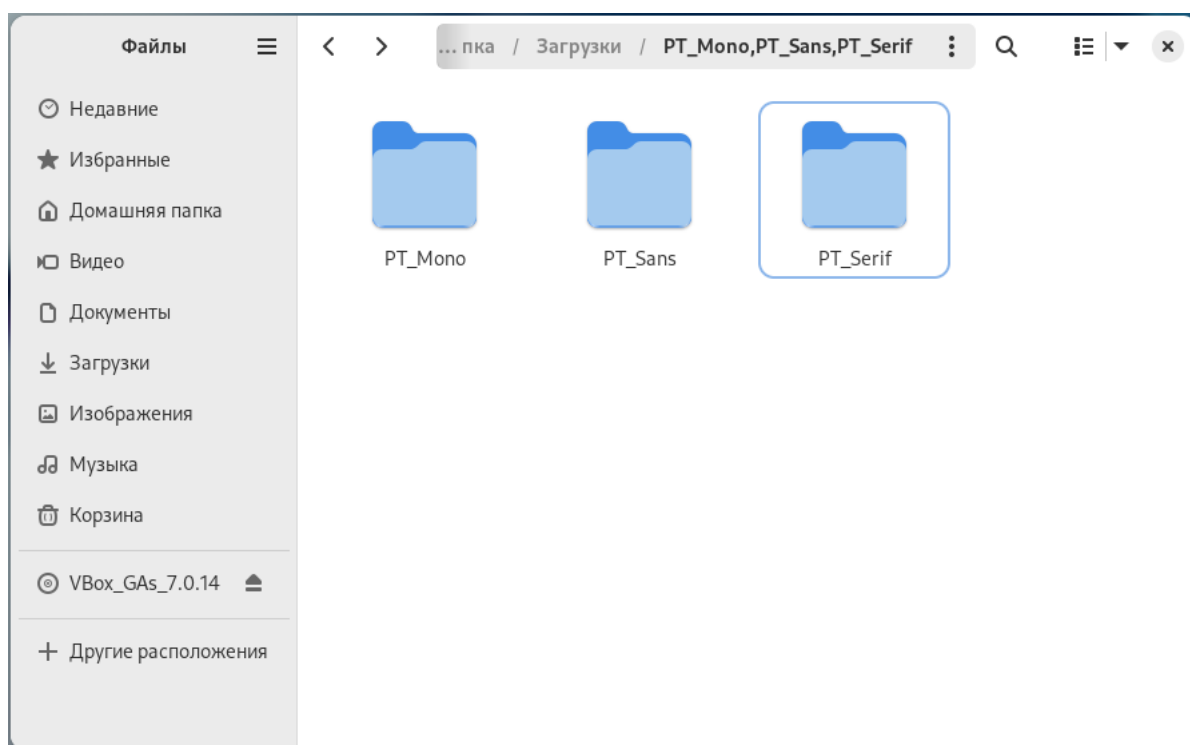 Файлы
... пка / Загрузки / PT_Mono,PT_Sans,PT_Serif
Недавние
Избранные
Домашняя папка
Видео
Документы
Загрузки
Изображения
Музыка
Корзина
VBox_GAs_7.0.14
Другие расположения
PT_Mono
PT_Sans
PT_Serif